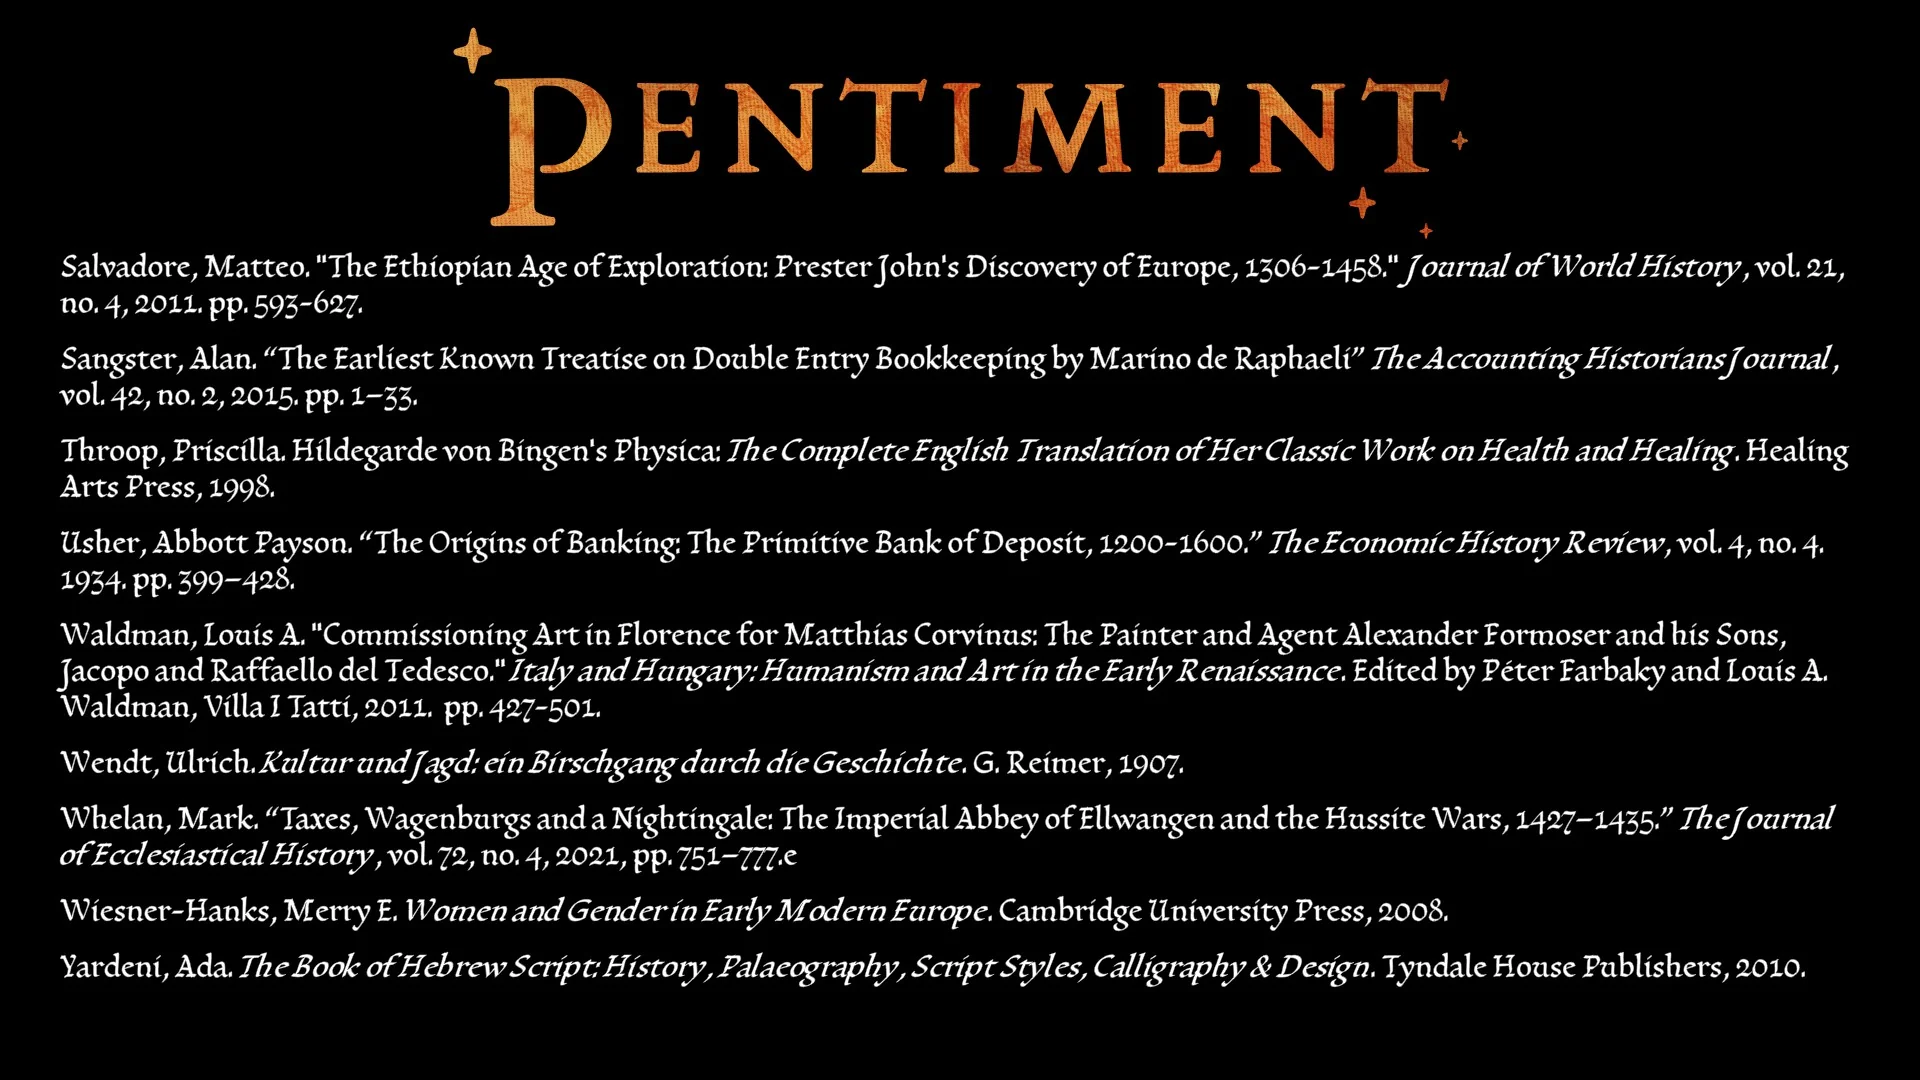 PENTIMENT
Salvadore, Matteo. "The Ethiopian Age of Exploration: Prester John's Discovery of Europe, 1306-1458." Journal of World History, vol. 21,
no. 4, 2011. pp. 593-627.
Sangster, Alan. “The Earliest Known Treatise on Double Entry Bookkeeping by Marino de Raphaeli” The Accounting Historians Journal,
vol. 42, no. 2, 2015. pp. 1–33.
Throop, Priscilla. Hildegarde von Bingen's Physica: The Complete English Translation of Her Classic Work on Health and Healing. Healing
Arts Press, 1998.
Usher, Abbott Payson. “The Origins of Banking: The Primitive Bank of Deposit, 1200-1600.” The Economic History Review, vol. 4, no. 4.
1934. pp. 399–428.
Waldman, Louis A. "Commissioning Art in Florence for Matthias Corvinus: The Painter and Agent Alexander Formoser and his Sons,
Jacopo and Raffaello del Tedesco." Italy and Hungary: Humanism and Art in the Early Renaissance. Edited by Péter Farbaky and Louis A.
Waldman, Villa I Tatti, 2011. pp. 427-501.
Wendt, Ulrich. Kultur und Jagd: ein Birschgang durch die Geschichte. G. Reimer, 1907.
Whelan, Mark. “Taxes, Wagenburgs and a Nightingale: The Imperial Abbey of Ellwangen and the Hussite Wars, 1427–1435.” The Journal
of Ecclesiastical History, vol. 72, no. 4, 2021, pp. 751–777.e
Wiesner-Hanks, Merry E. Women and Gender in Early Modern Europe. Cambridge University Press, 2008.
Yardeni, Ada. The Book of Hebrew Script: History, Palaeography, Script Styles, Calligraphy & Design. Tyndale House Publishers, 2010.